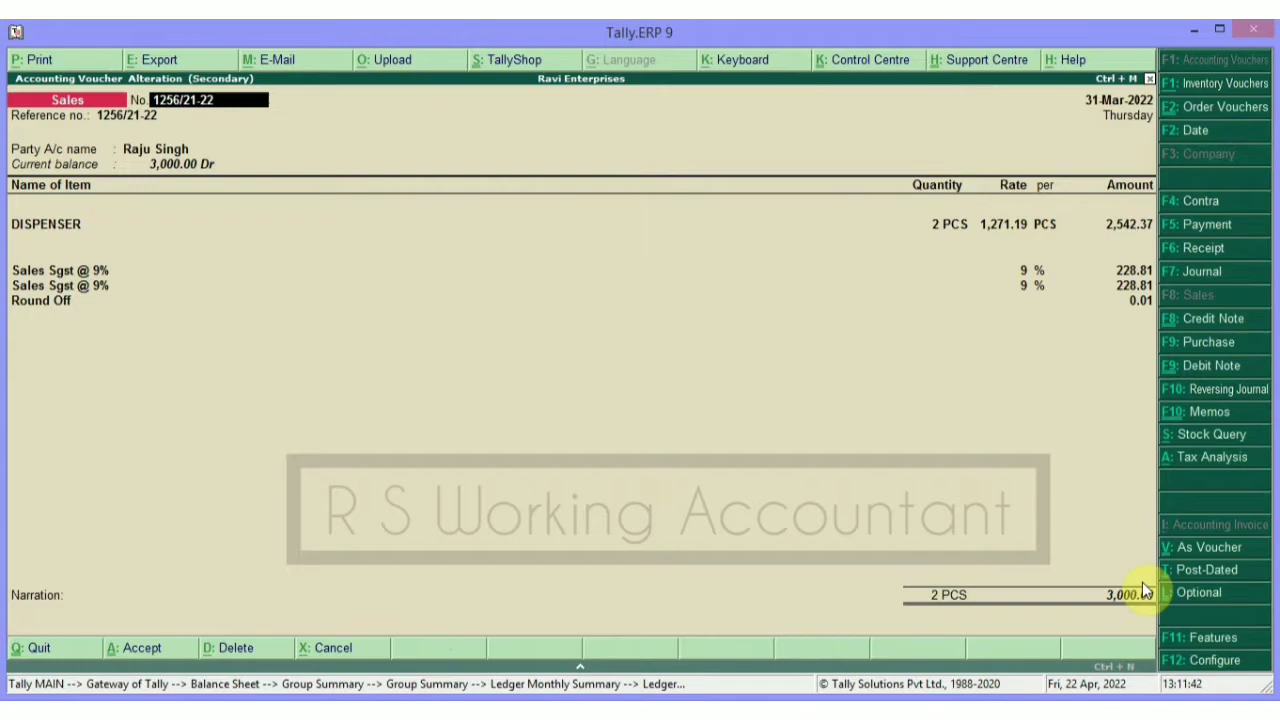 Tally.ERP 9
P: Print E: Export M: E-Mail O: Upload S: TallyShop G: Language K: Keyboard K: Control Centre H: Support Centre H: Help
F1: Accounting Vouchers
Accounting Voucher Alteration (Secondary) Ravi Enterprises Ctrl + M
F1: Inventory Vouchers
Sales No. 1256/21-22 31-Mar-2022
F2: Order Vouchers
Reference no.: 1256/21-22 Thursday
F2: Date
Party A/c name : Raju Singh
F3: Company
Current balance : 3,000.00 Dr
Name of Item Quantity Rate per Amount
F4: Contra
DISPENSER 2 PCS 1,271.19 PCS 2,542.37
F5: Payment
F6: Receipt
Sales Sgst @ 9% 9 % 228.81
F7: Journal
Sales Sgst @ 9% 9 % 228.81
F8: Sales
Round Off 0.01
F8: Credit Note
F9: Purchase
F9: Debit Note
F10: Reversing Journal
F10: Memos
S: Stock Query
A: Tax Analysis
R S Working Accountant
I: Accounting Invoice
V: As Voucher
T: Post-Dated
L: Optional
Narration: 2 PCS 3,000.00
F11: Features
Q: Quit A: Accept D: Delete X: Cancel
F12: Configure
Ctrl + N
Tally MAIN --> Gateway of Tally --> Balance Sheet --> Group Summary --> Group Summary --> Ledger Monthly Summary --> Ledger... © Tally Solutions Pvt Ltd., 1988-2020 Fri, 22 Apr, 2022 13:11:42